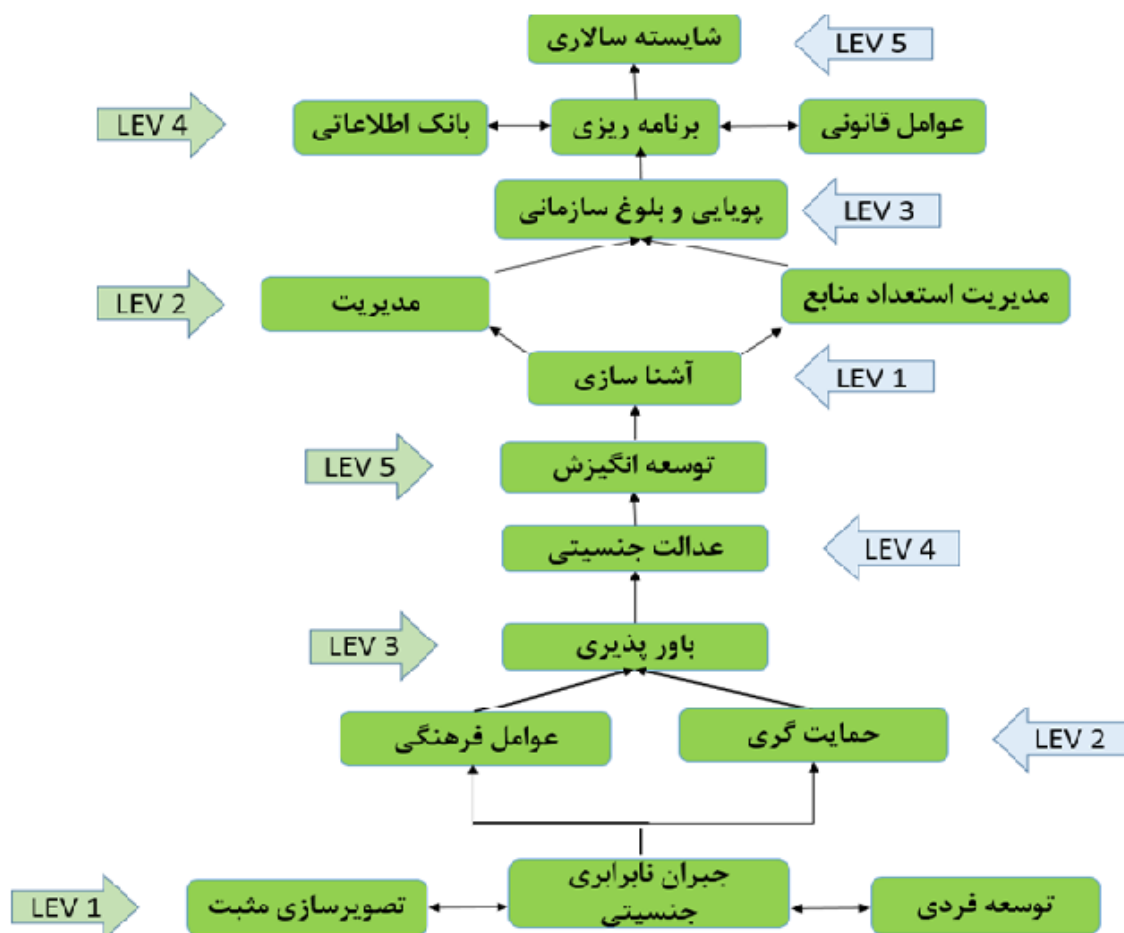 شایسته سالاری
LEV 5
LEV 4
بانک اطلاعاتی
برنامه ریزی
عوامل قانونی
پویایی و بلوغ سازمانی
LEV 3
LEV 2
مدیریت
مدیریت استعداد منابع
آشنا سازی
LEV 1
LEV 5
توسعه انگیزش
عدالت جنسیتی
LEV 4
LEV 3
باور پذیری
عوامل فرهنگی
حمایت گری
LEV 2
LEV 1
تصویرسازی مثبت
جبران نابرابری
جنسیتی
توسعه فردی